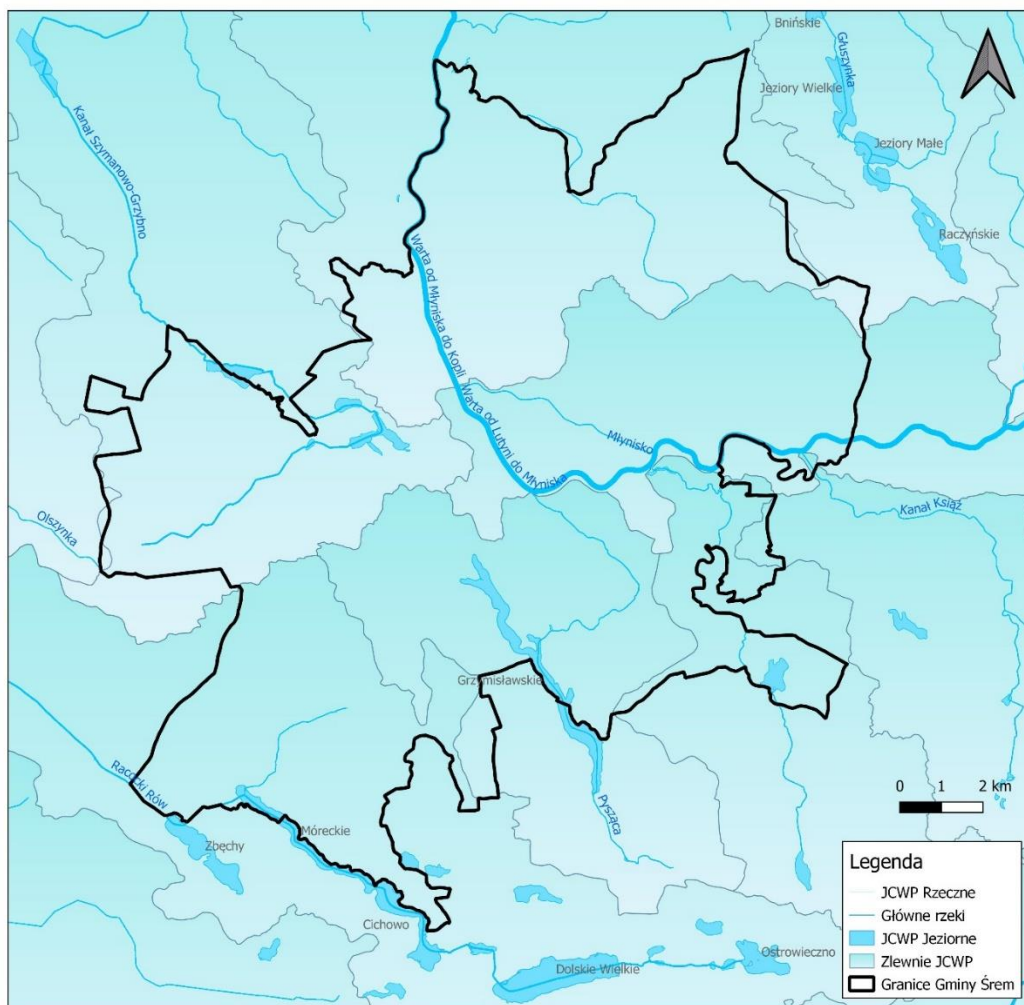 Bnińskie
Głuszynka
Jeziory Wielkie
Jeziory Małe
Kanał Szymanowo-Grzybno
Raczyńskie
Warta od Młyniska do Kopli
Warta od Lutyni do Młyniska
Młynisko
Kanał Książ
Olszynka
Grzymisławskie
Racocki Rów
Pysząca
Móreckie
Zbęchy
Cichowo
Ostrowieczno
Dolskie Wielkie
0 1 2 km
Legenda
JCWP Rzeczne
Główne rzeki
JCWP Jeziorne
Zlewnie JCWP
Granice Gminy Śrem